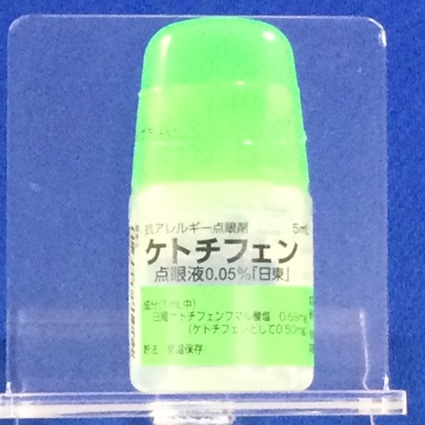 抗アレルギー点眼剤 5mL
ケトチフェン
点眼液0.05%「日東」
成分(1mL中)
日局ケトチフェンフマル酸塩 0.69mg
(ケトチフェンとして0.50mg
貯法 室温保存